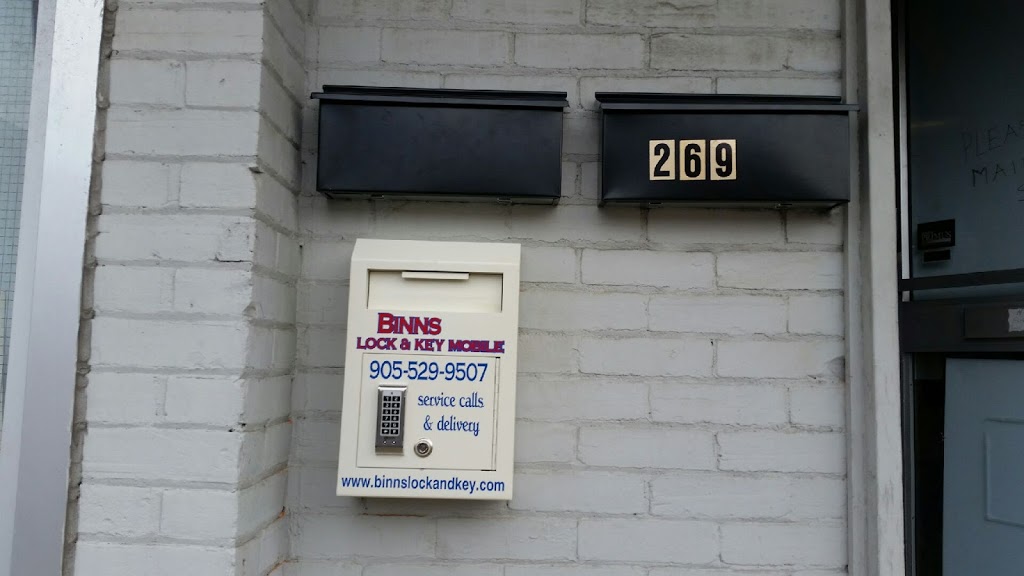 269
BINNS
LOCK & KEY MOBILE
905-529-9507
service calls
& delivery
www.binnslockandkey.com